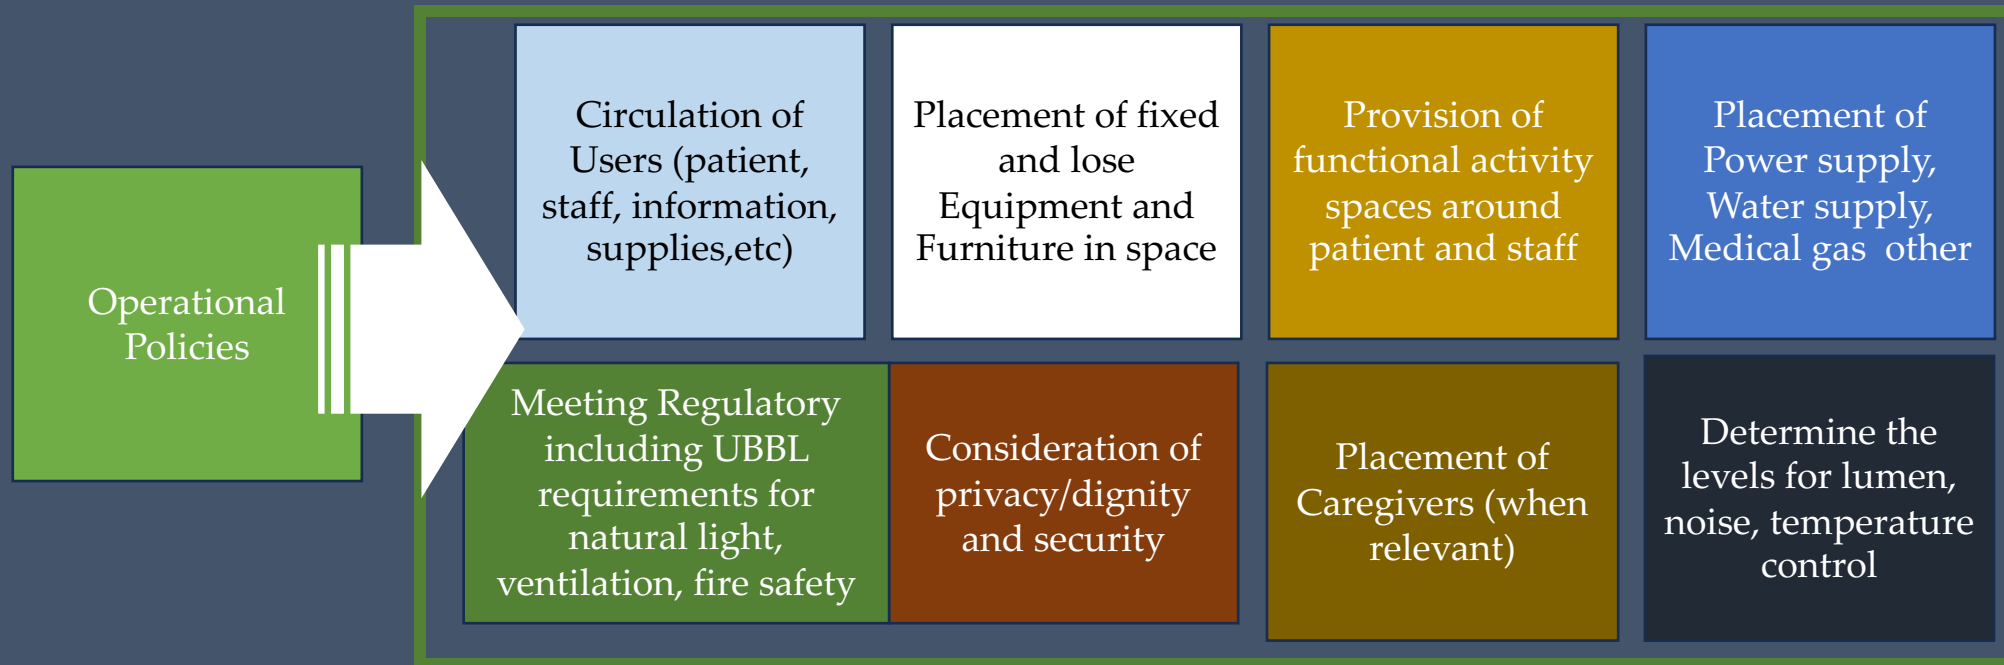 Operational
Policies
Circulation of
Users (patient,
staff, information,
supplies,etc)
Placement of fixed
and lose
Equipment and
Furniture in space
Provision of
functional activity
spaces around
patient and staff
Placement of
Power supply,
Water supply,
Medical gas  other
Meeting Regulatory
including UBBL
requirements for
natural light,
ventilation, fire safety
Consideration of
privacy/dignity
and security
Placement of
Caregivers (when
relevant)
Determine the
levels for lumen,
noise, temperature
control